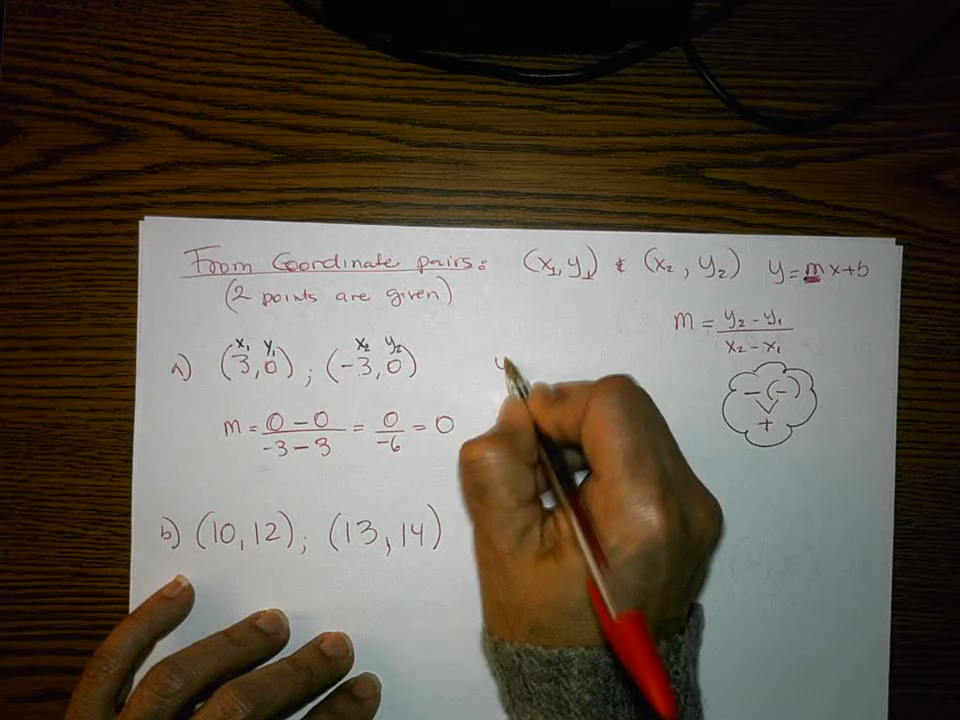 From Coordinate pairs: (x₁, y₁) & (x₂, y₂) y = mx+b
(2 points are given)
m = y₂ - y₁ / x₂ - x₁
x₁ y₁ x₂ y₂
a) (3,0) ; (-3,0) y
- (-)
+
m = 0 - 0 / -3 - 3 = 0 / -6 = 0
b) (10,12) ; (13,14)